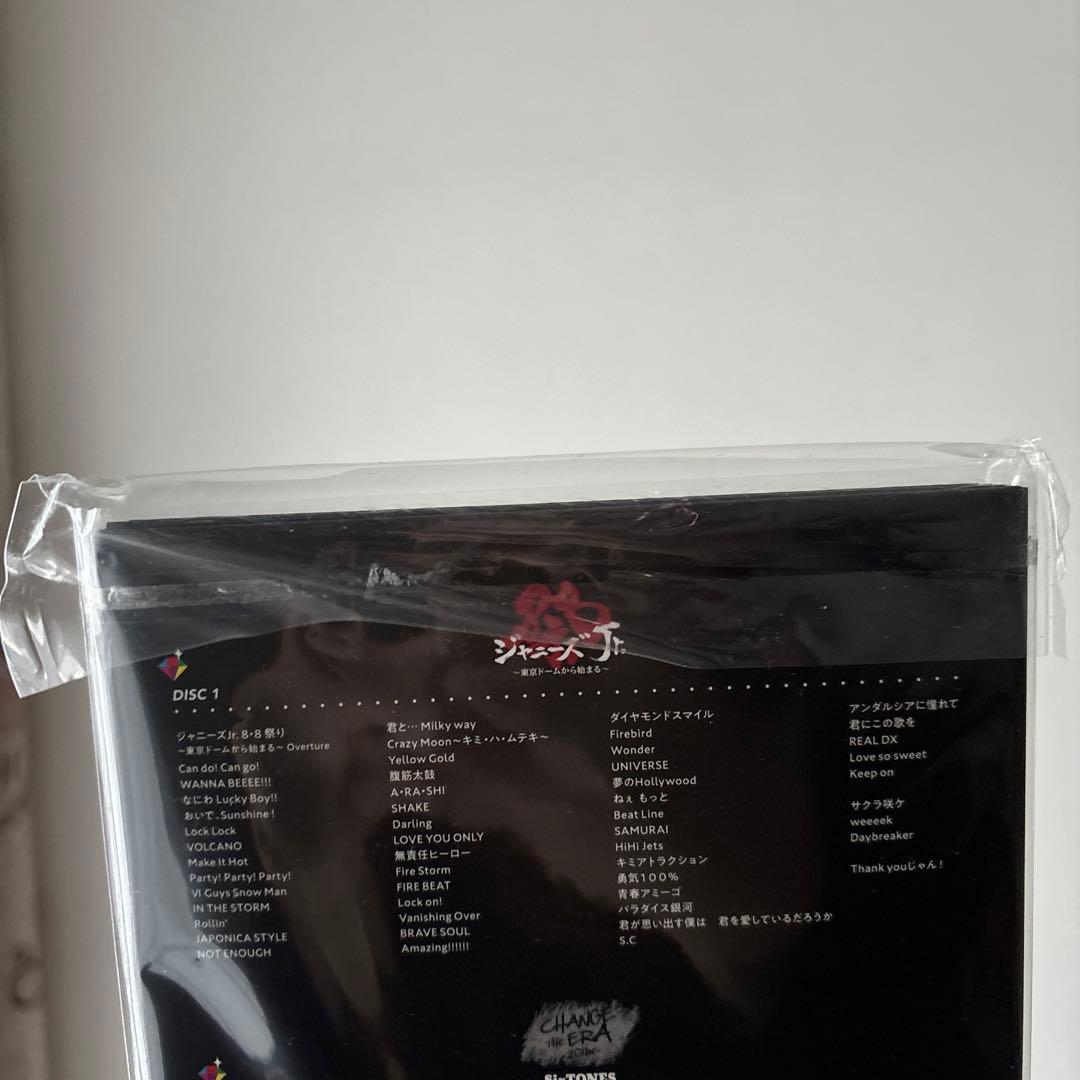 祭
ジャニーズJr.
～東京ドームから始まる～
DISC 1
ジャニーズJr. 8・8 祭り
～東京ドームから始まる～ Overture
Can do! Can go!
WANNA BEEEE!!!
なにわ Lucky Boy!!
おいで、Sunshine！
Lock Lock
VOLCANO
Make It Hot
Party! Party! Party!
VI Guys Snow Man
IN THE STORM
Rollin'
JAPONICA STYLE
NOT ENOUGH
君と… Milky way
Crazy Moon～キミ・ハ・ムテキ～
Yellow Gold
腹筋太鼓
A・RA・SHI
SHAKE
Darling
LOVE YOU ONLY
無責任ヒーロー
Fire Storm
FIRE BEAT
Lock on!
Vanishing Over
BRAVE SOUL
Amazing!!!!!!
ダイヤモンドスマイル
Firebird
Wonder
UNIVERSE
夢のHollywood
ねぇ もっと
Beat Line
SAMURAI
HiHi Jets
キミアトラクション
勇気100％
青春アミーゴ
パラダイス銀河
君が思い出す僕は 君を愛しているだろうか
S.C
アンダルシアに憧れて
君にこの歌を
REAL DX
Love so sweet
Keep on
サクラ咲ケ
weeeek
Daybreaker
Thank youじゃん！
CHANGE
THE ERA
-201ix-
SixTONES